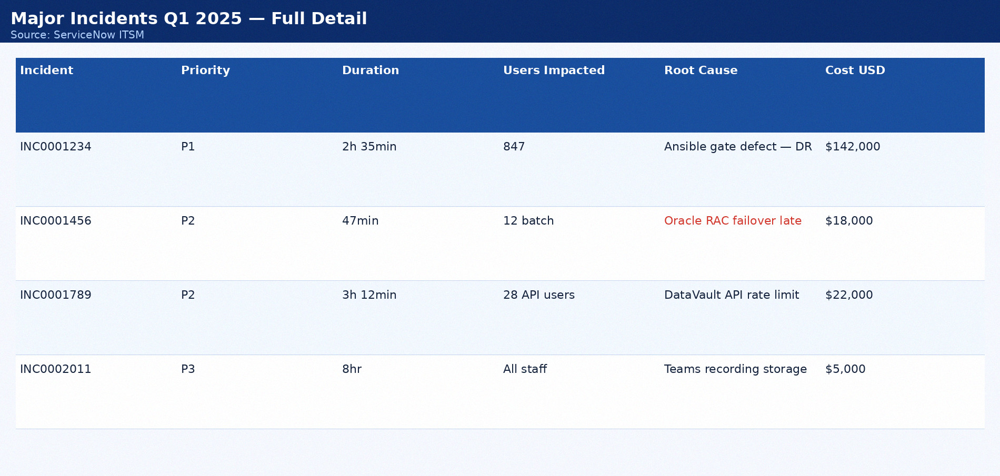 Major Incidents Q1 2025 — Full Detail
Source: ServiceNow ITSM
Incident Priority Duration Users Impacted Root Cause Cost USD
INC0001234 P1 2h 35min 847 Ansible gate defect — DR $142,000
INC0001456 P2 47min 12 batch Oracle RAC failover late $18,000
INC0001789 P2 3h 12min 28 API users DataVault API rate limit $22,000
INC0002011 P3 8hr All staff Teams recording storage $5,000